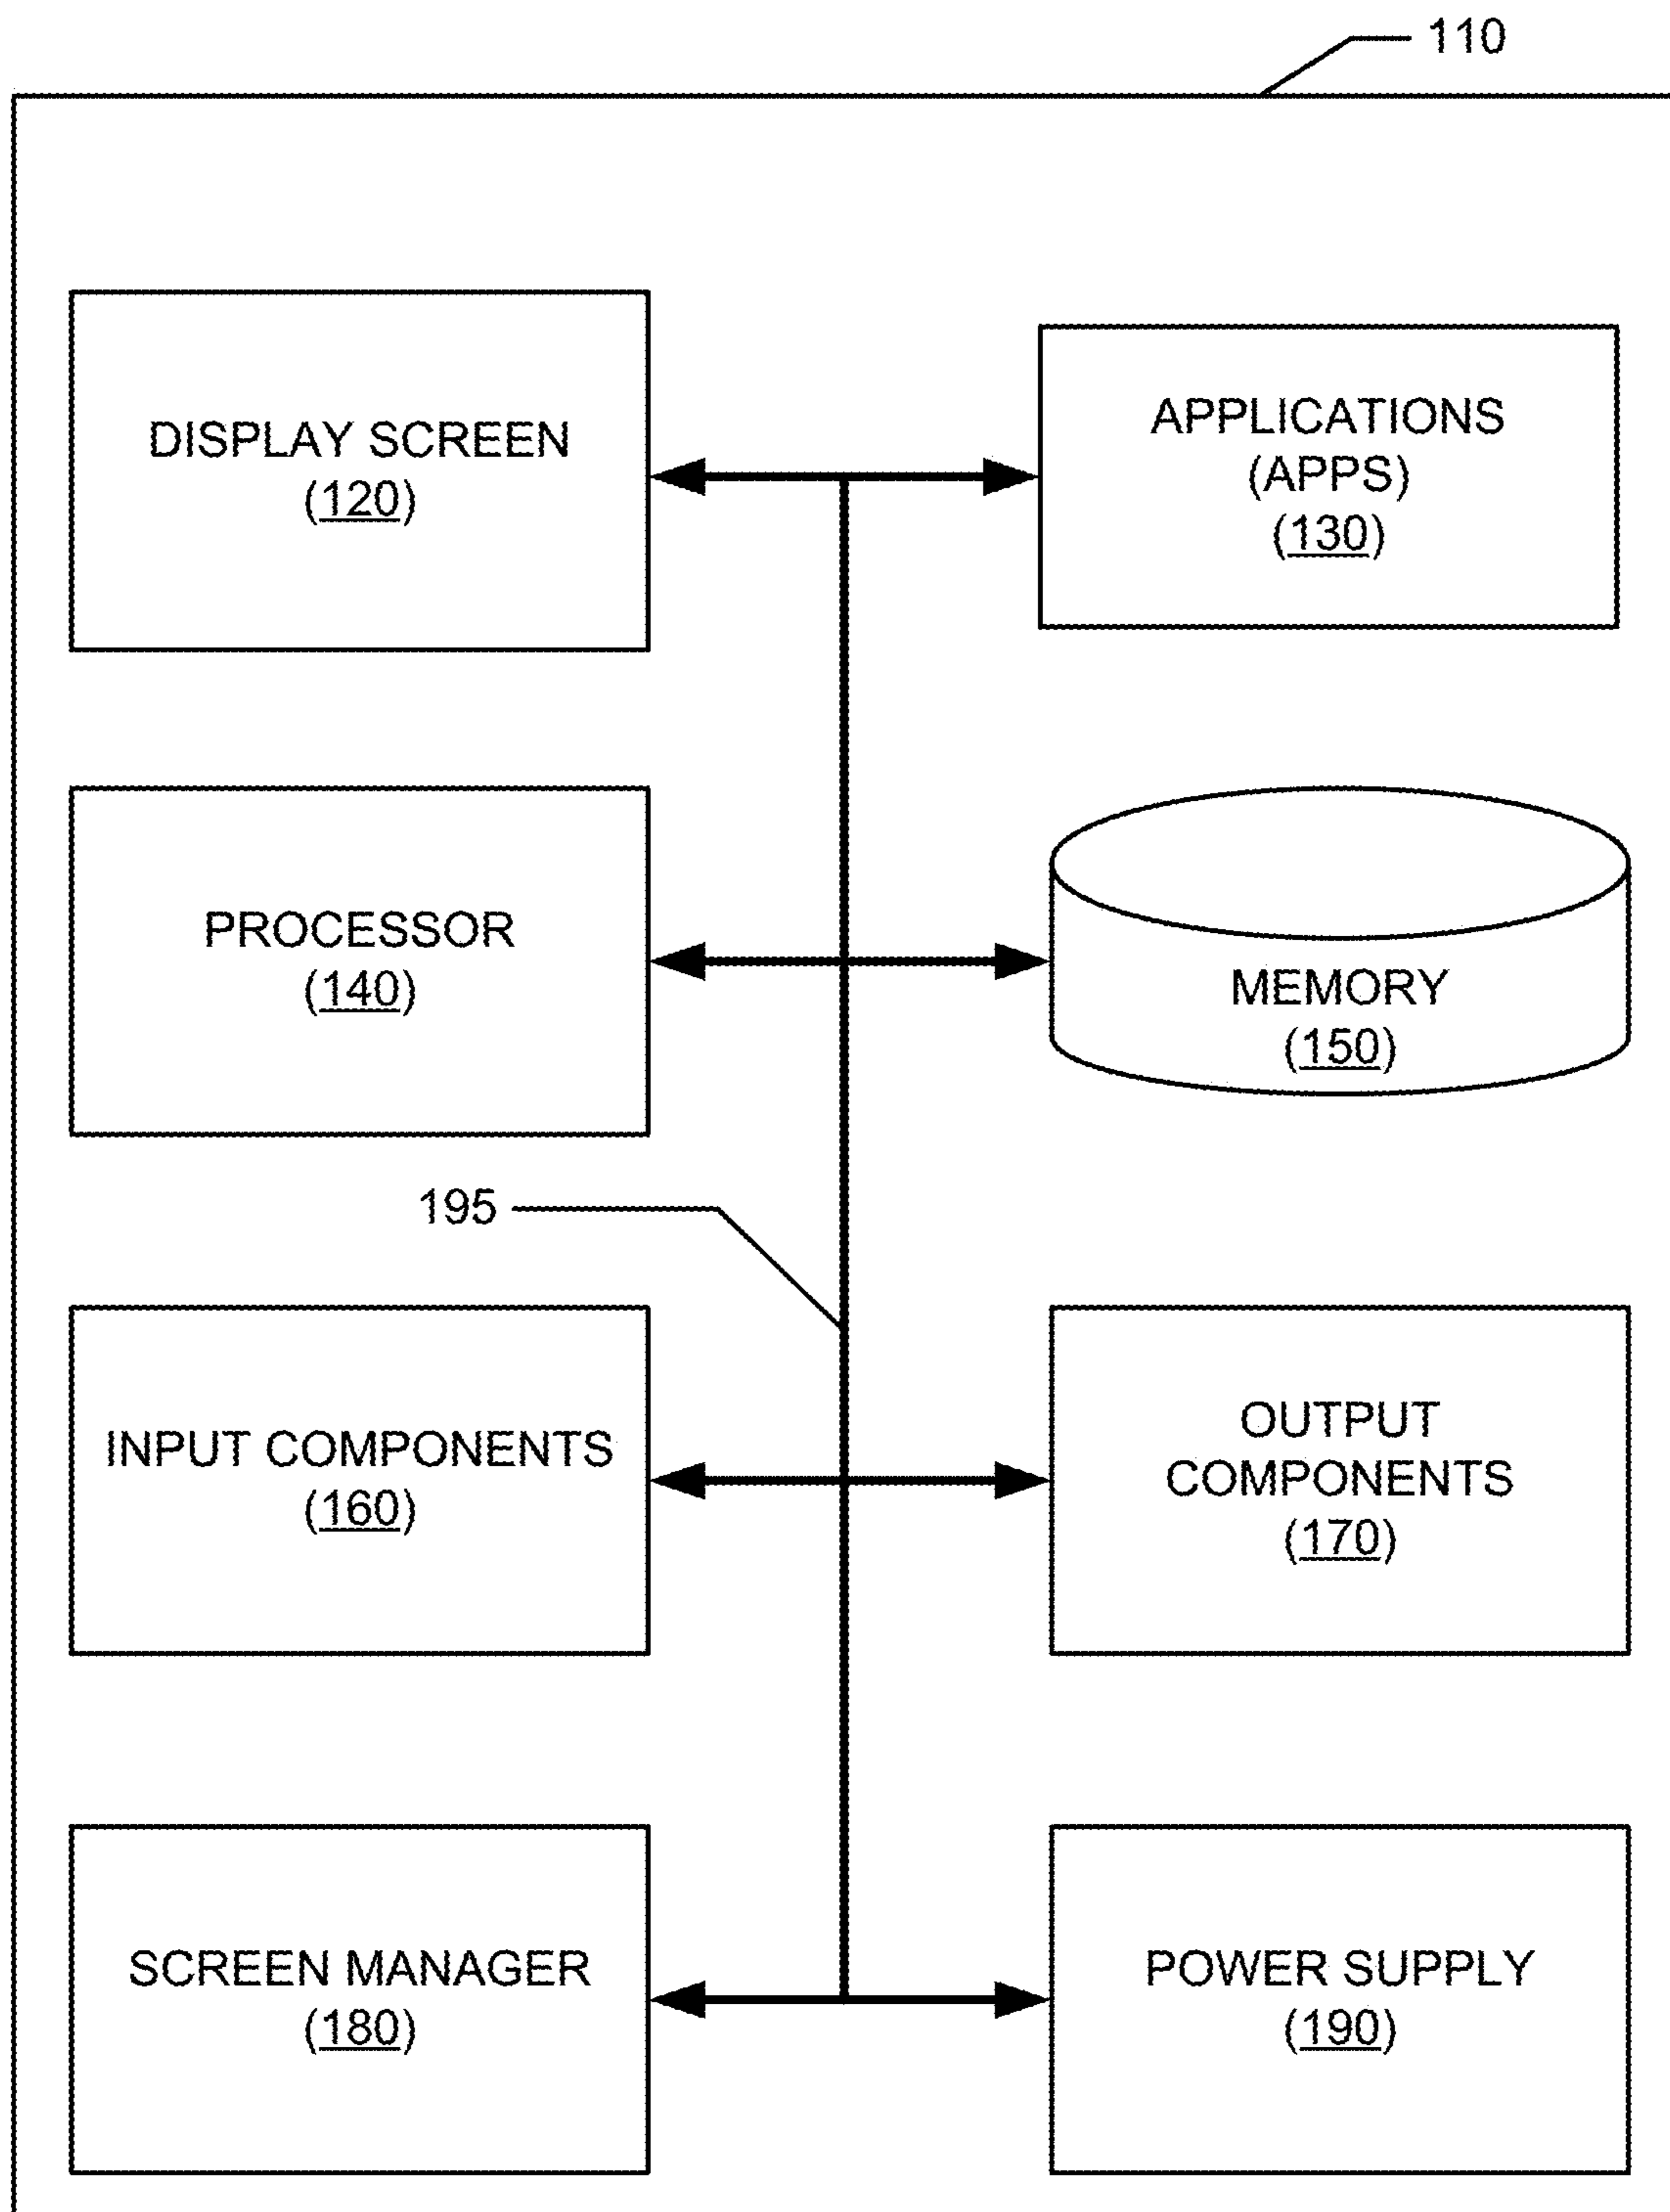 110
DISPLAY SCREEN
(120)
APPLICATIONS
(APPS)
(130)
PROCESSOR
(140)
MEMORY
(150)
195
INPUT COMPONENTS
(160)
OUTPUT
COMPONENTS
(170)
SCREEN MANAGER
(180)
POWER SUPPLY
(190)